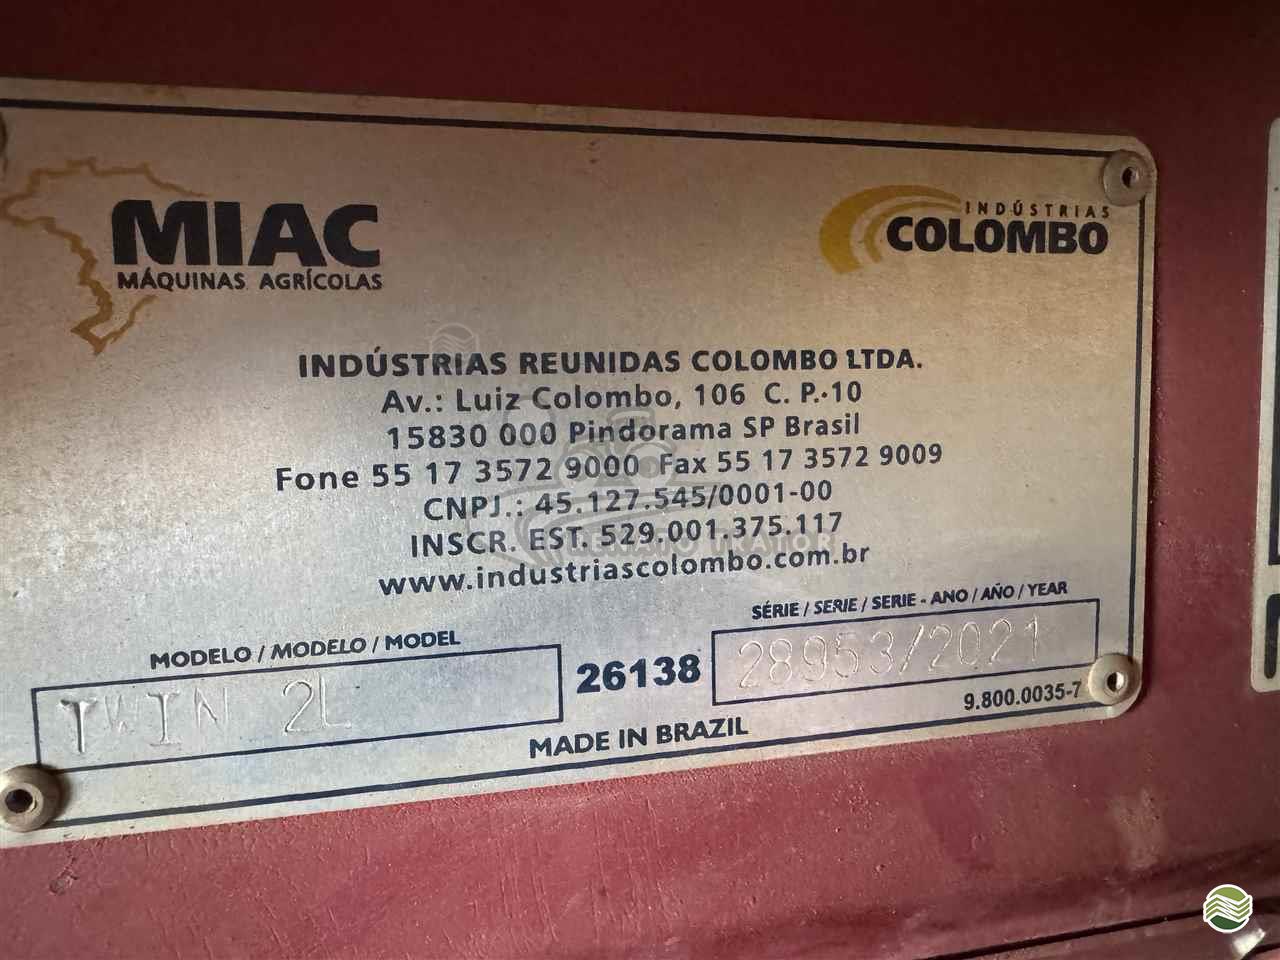 MIAC
MÁQUINAS AGRÍCOLAS
INDÚSTRIAS
COLOMBO
INDÚSTRIAS REUNIDAS COLOMBO LTDA.
Av.: Luiz Colombo, 106 C. P.·10
15830 000 Pindorama SP Brasil
Fone 55 17 3572 9000 Fax 55 17 3572 9009
CNPJ.: 45.127.545/0001-00
INSCR. EST. 529.001.375.117
RENATO TRATOR
www.industriascolombo.com.br
MODELO / MODELO / MODEL
SÉRIE / SERIE / SERIE - ANO / AÑO / YEAR
TWIN 2L
26138
28953/2021
9.800.0035-7
MADE IN BRAZIL